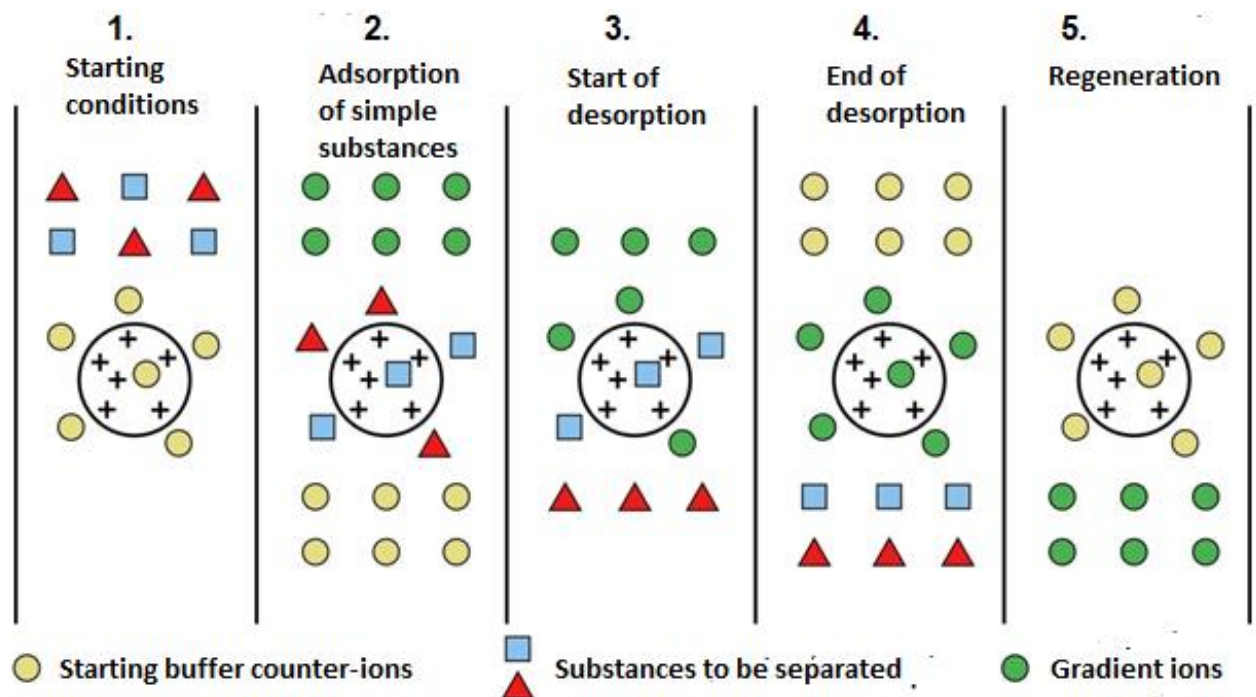 1.
Starting
conditions
2.
Adsorption
of simple
substances
3.
Start of
desorption
4.
End of
desorption
5.
Regeneration
+ + + + + +
+ + + + + +
+ + + + + +
+ + + + + +
+ + + + + +
Starting buffer counter-ions
Substances to be separated
Gradient ions